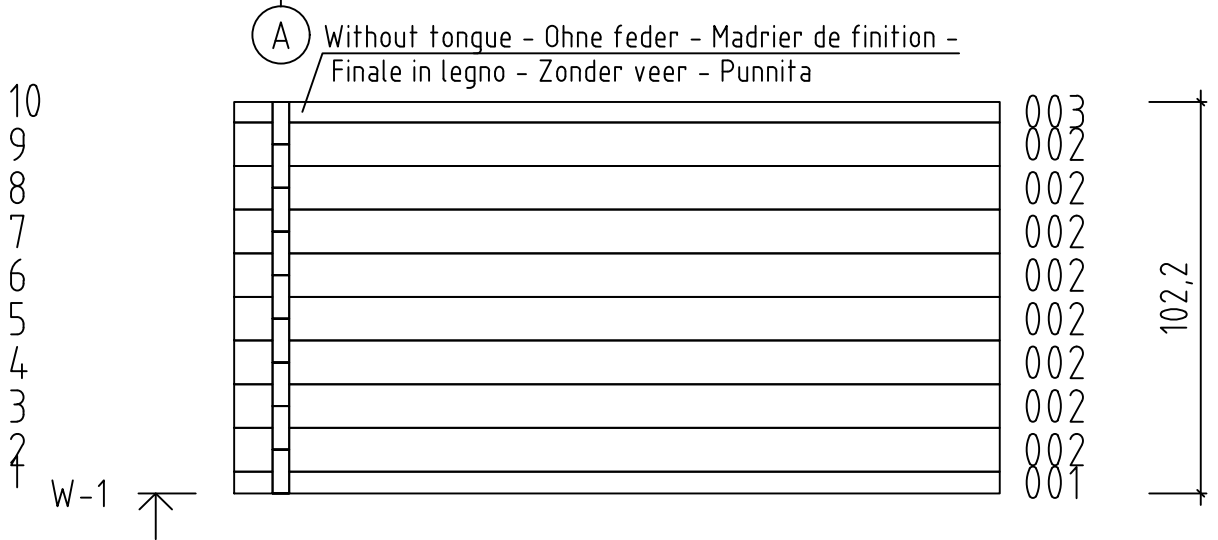 A
Without tongue - Ohne feder - Madrier de finition -
Finale in legno - Zonder veer - Punnita
10 003
9 002
8 002
7 002
6 002
5 002
4 002
3 002
2 002
1 001
W-1
102,2